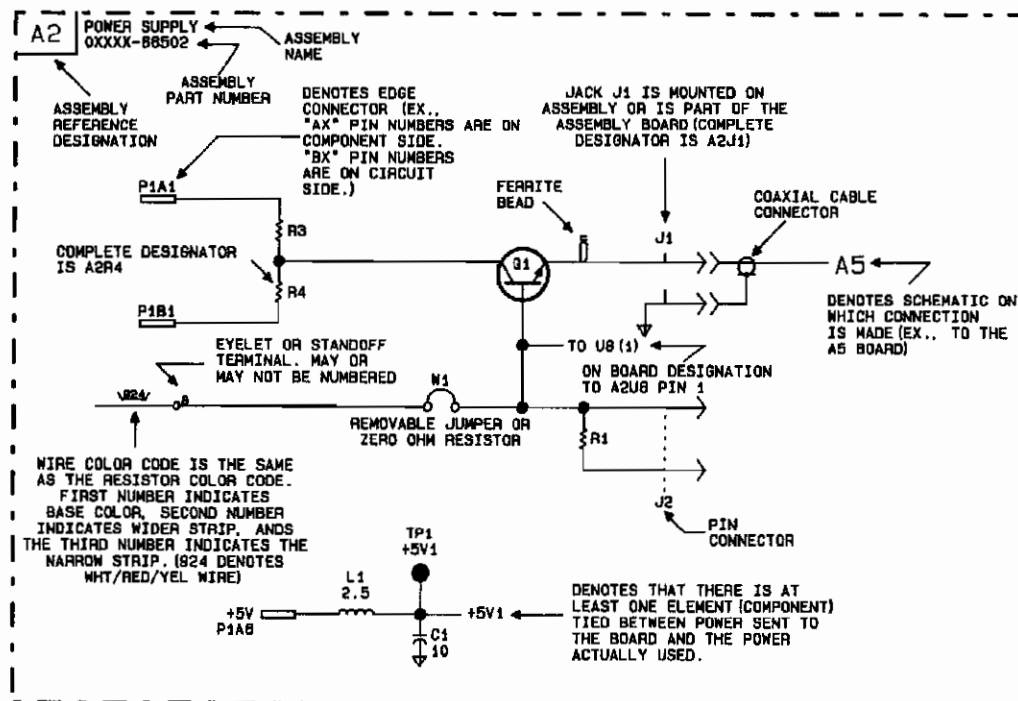 A2
POWER SUPPLY
0XXXX-66502
ASSEMBLY
NAME
ASSEMBLY
PART NUMBER
ASSEMBLY
REFERENCE
DESIGNATION
DENOTES EDGE
CONNECTOR (EX..
"AX" PIN NUMBERS ARE ON
COMPONENT SIDE.
"BX" PIN NUMBERS
ARE ON CIRCUIT
SIDE.)
JACK J1 IS MOUNTED ON
ASSEMBLY OR IS PART OF THE
ASSEMBLY BOARD (COMPLETE
DESIGNATOR IS A2J1)
P1A1
FERRITE
BEAD
COAXIAL CABLE
CONNECTOR
R3
J1
COMPLETE DESIGNATOR
IS A2R4
Q1
A5
R4
P1B1
DENOTES SCHEMATIC ON
WHICH CONNECTION
IS MADE (EX.. TO THE
A5 BOARD)
EYELET OR STANDOFF
TERMINAL. MAY OR
MAY NOT BE NUMBERED
TO U8(1)
ON BOARD DESIGNATION
TO A2U8 PIN 1
\924/
8
W1
REMOVABLE JUMPER OR
ZERO OHM RESISTOR
R1
WIRE COLOR CODE IS THE SAME
AS THE RESISTOR COLOR CODE.
FIRST NUMBER INDICATES
BASE COLOR, SECOND NUMBER
INDICATES WIDER STRIP, ANDS
THE THIRD NUMBER INDICATES THE
NARROW STRIP. (924 DENOTES
WHT/RED/YEL WIRE)
J2
PIN
CONNECTOR
TP1
+5V1
L1
2.5
+5V
P1A6
+5V1
C1
10
DENOTES THAT THERE IS AT
LEAST ONE ELEMENT (COMPONENT)
TIED BETWEEN POWER SENT TO
THE BOARD AND THE POWER
ACTUALLY USED.